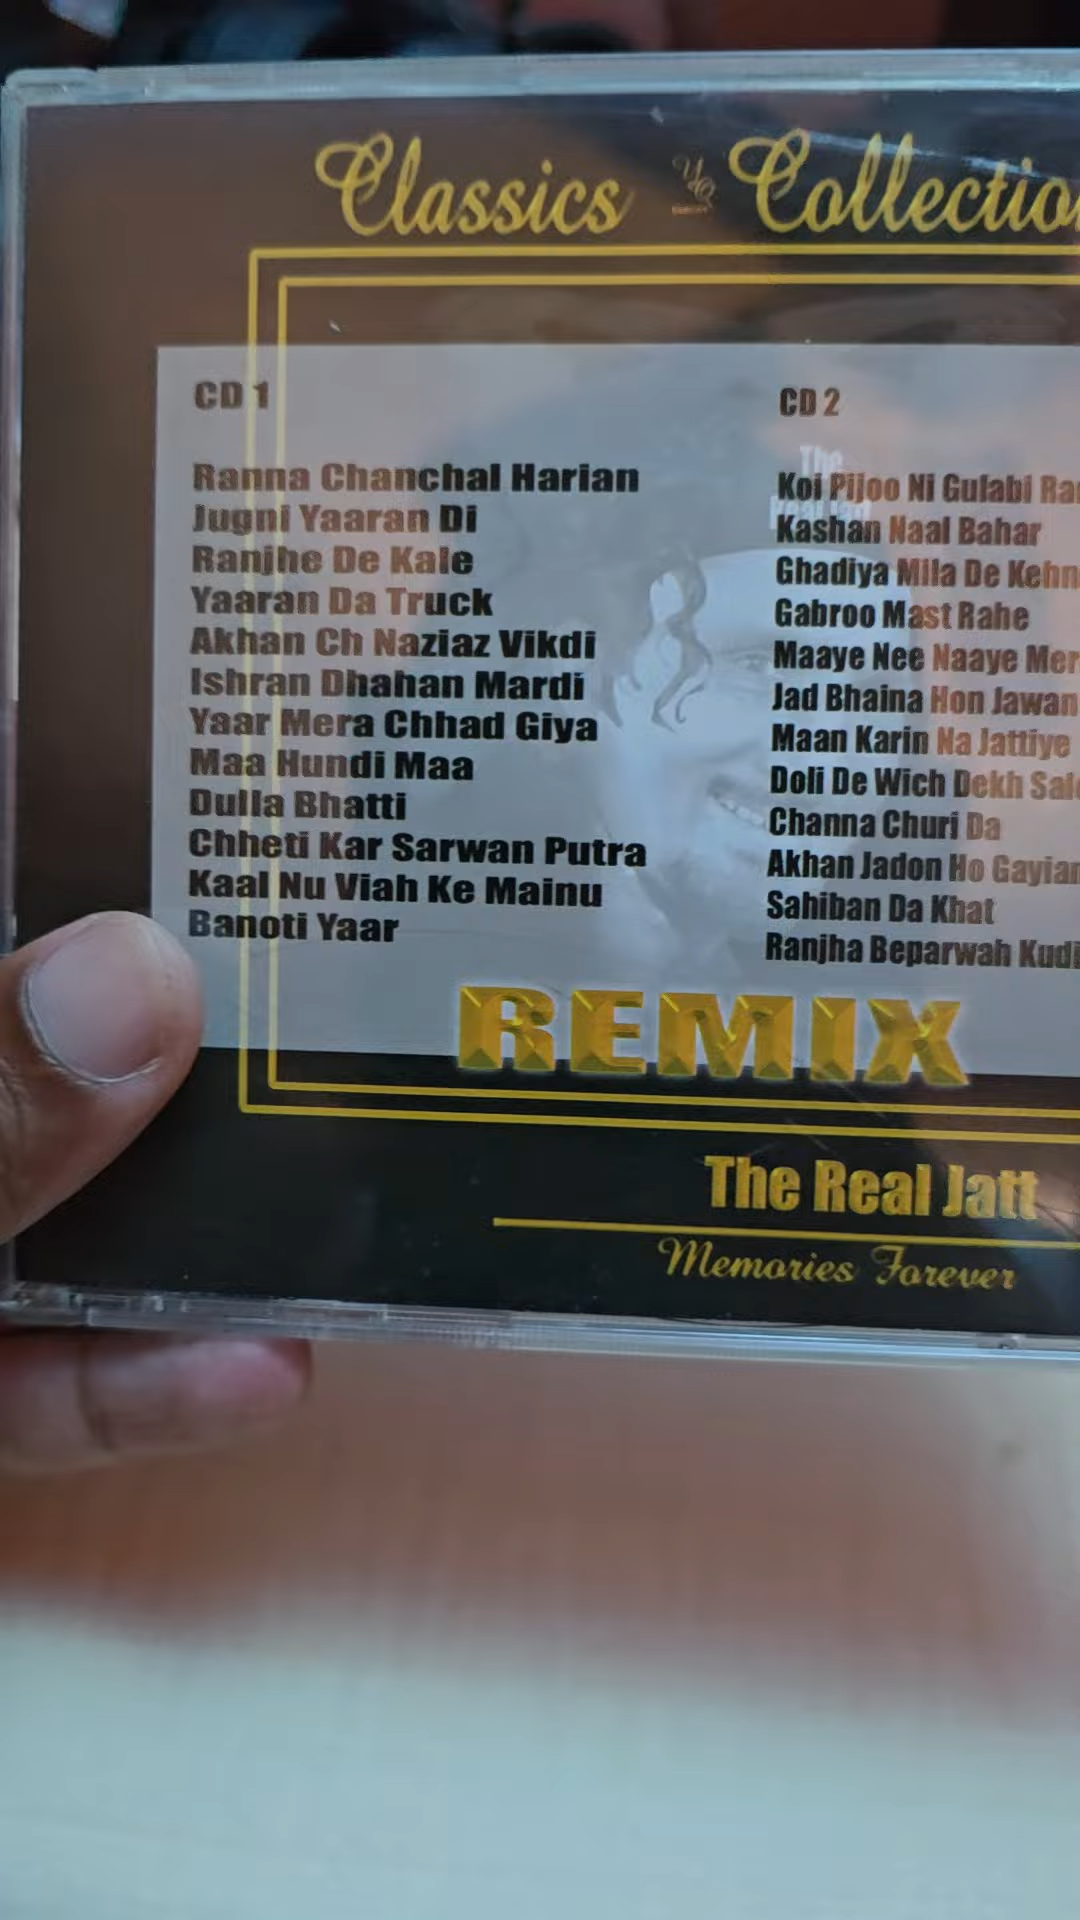 Classics Collection
CD 1
Ranna Chanchal Harian
Jugni Yaaran Di
Ranjhe De Kale
Yaaran Da Truck
Akhan Ch Naziaz Vikdi
Ishran Dhahan Mardi
Yaar Mera Chhad Giya
Maa Hundi Maa
Dulla Bhatti
Chheti Kar Sarwan Putra
Kaal Nu Viah Ke Mainu
Banoti Yaar
CD 2
The
Real Jatt
Koi Pijoo Ni Gulabi
Kashan Naal Bahar
Ghadiya Mila De
Gabroo Mast Rahe
Maaye Nee Naaye
Jad Bhaina Hon Jawan
Maan Karin Na Jattiye
Doli De Wich Dekh
Channa Churi Da
Akhan Jadon Ho
Sahiban Da Khat
Ranjha Beparwah
REMIX
The Real Jatt
Memories Forever